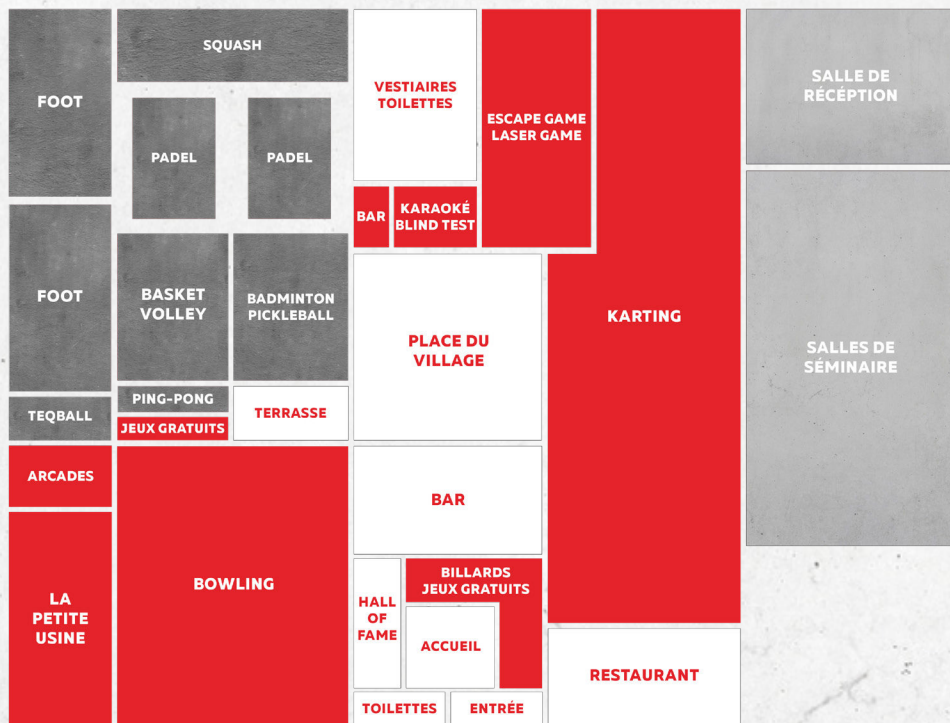 SQUASH
FOOT
PADEL
PADEL
VESTIAIRES
TOILETTES
ESCAPE GAME
LASER GAME
SALLE DE
RÉCÉPTION
BAR
KARAOKÉ
BLIND TEST
FOOT
BASKET
VOLLEY
BADMINTON
PICKLEBALL
PLACE DU
VILLAGE
KARTING
SALLES DE
SÉMINAIRE
TEQBALL
PING-PONG
JEUX GRATUITS
TERRASSE
ARCADES
BAR
LA
PETITE
USINE
BOWLING
HALL
OF
FAME
BILLARDS
JEUX GRATUITS
ACCUEIL
RESTAURANT
TOILETTES
ENTRÉE